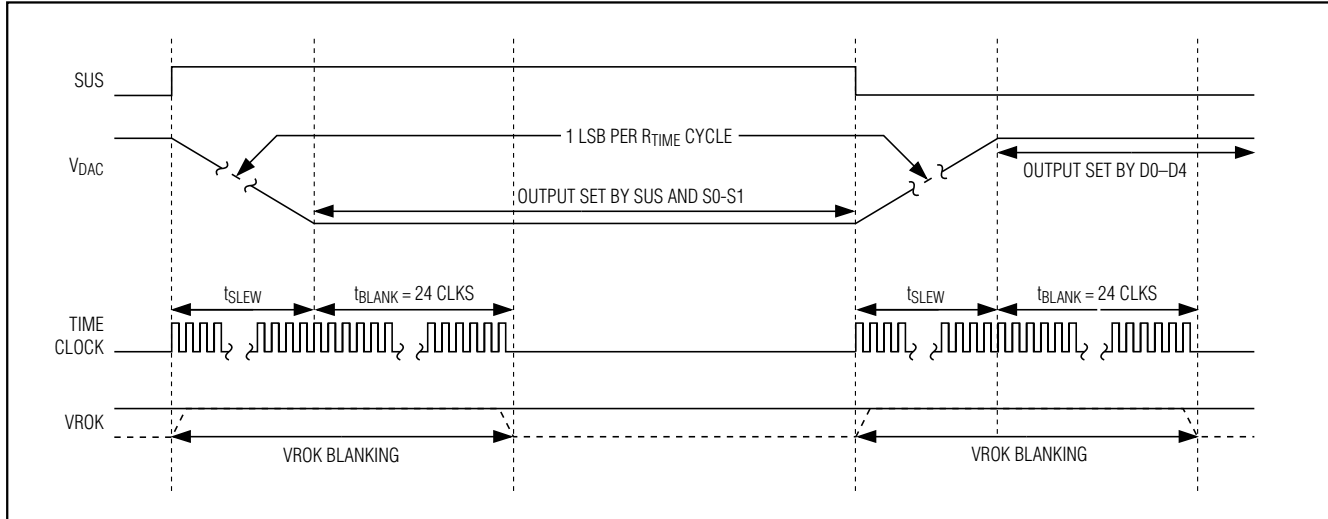 SUS
1 LSB PER RTIME CYCLE
VDAC
OUTPUT SET BY D0–D4
OUTPUT SET BY SUS AND S0-S1
tSLEW
tBLANK = 24 CLKS
tSLEW
tBLANK = 24 CLKS
TIME
CLOCK
VROK
VROK BLANKING
VROK BLANKING